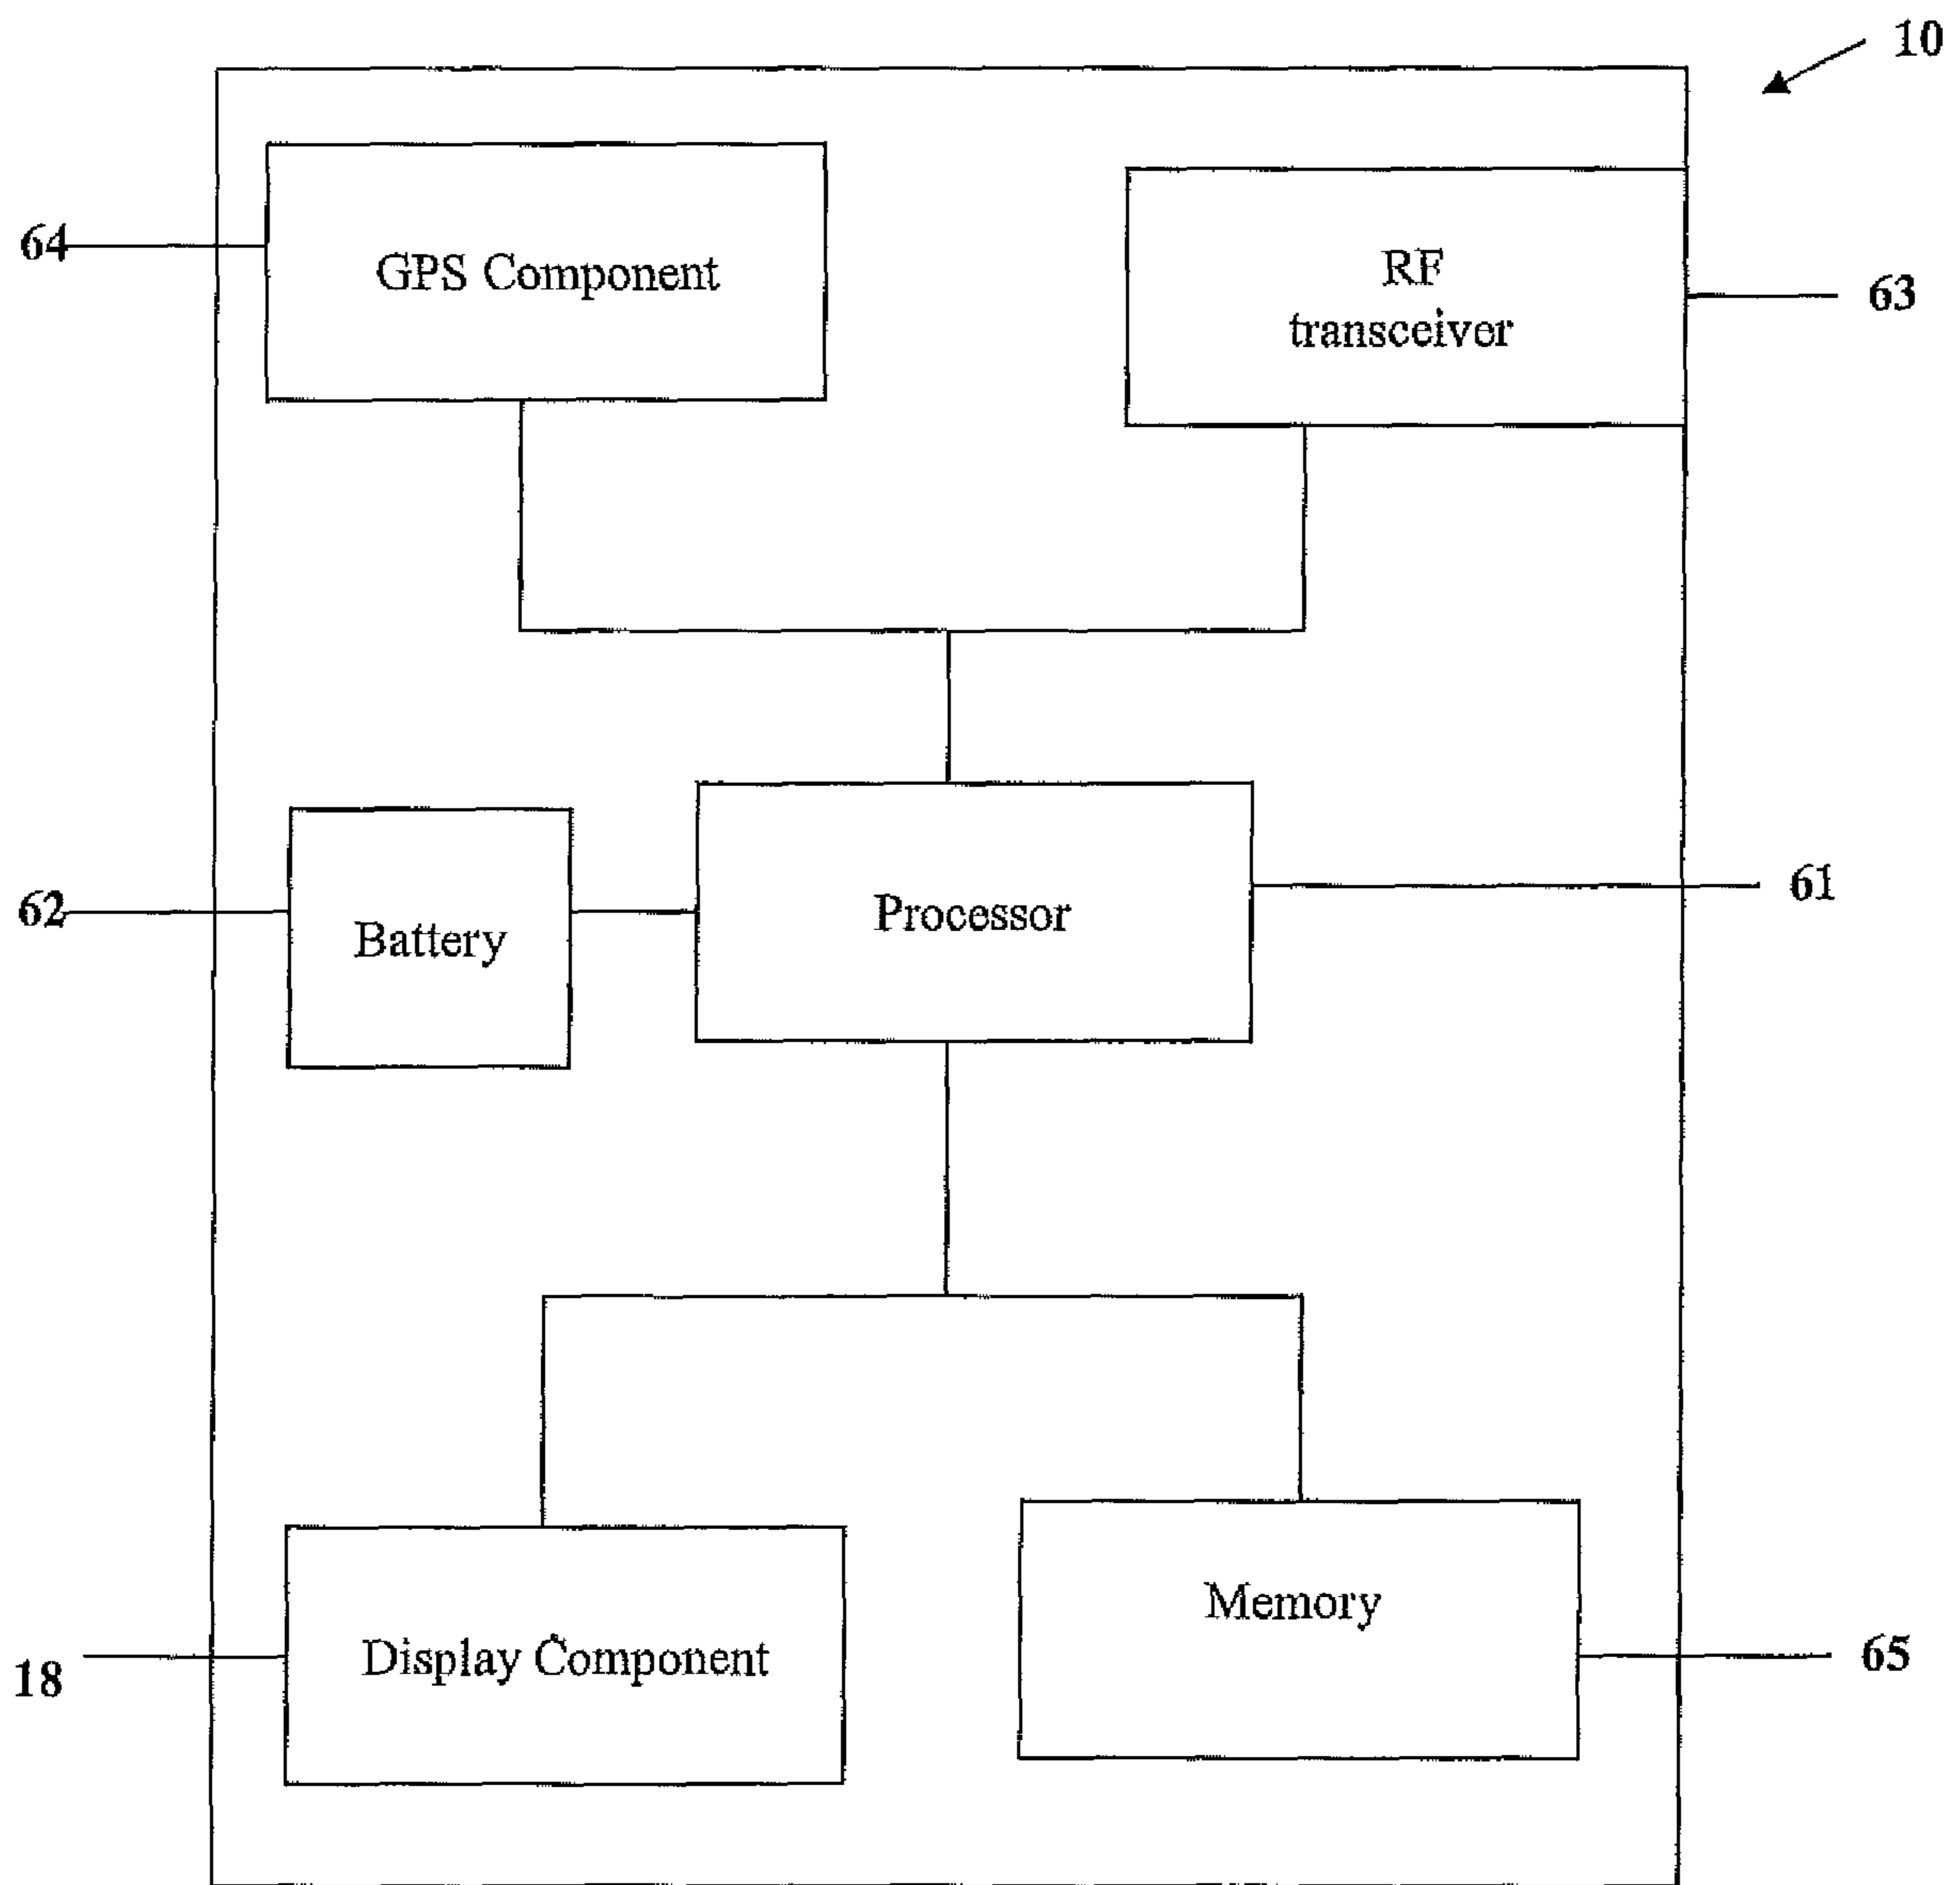 10
64
GPS Component
RF
transceiver
63
62
Battery
Processor
61
18
Display Component
Memory
65